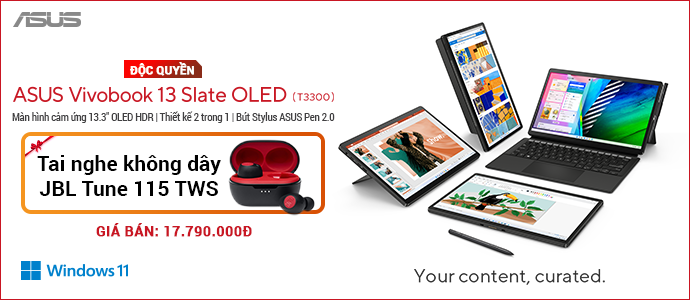 ASUS
ĐỘC QUYỀN
ASUS Vivobook 13 Slate OLED (T3300)
Màn hình cảm ứng 13.3" OLED HDR | Thiết kế 2 trong 1 | Bút Stylus ASUS Pen 2.0
Tai nghe không dây
JBL Tune 115 TWS
GIÁ BÁN: 17.790.000Đ
Windows 11
Your content, curated.